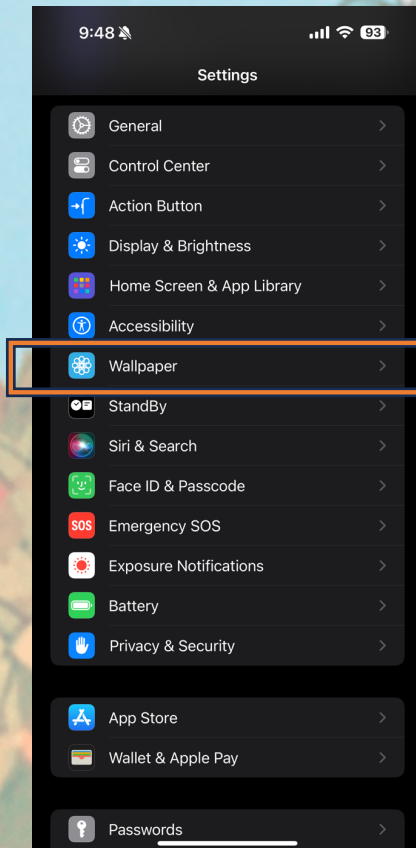 9:48
93
Settings
General
Control Center
Action Button
Display & Brightness
Home Screen & App Library
Accessibility
Wallpaper
StandBy
Siri & Search
Face ID & Passcode
SOS Emergency SOS
Exposure Notifications
Battery
Privacy & Security
App Store
Wallet & Apple Pay
Passwords